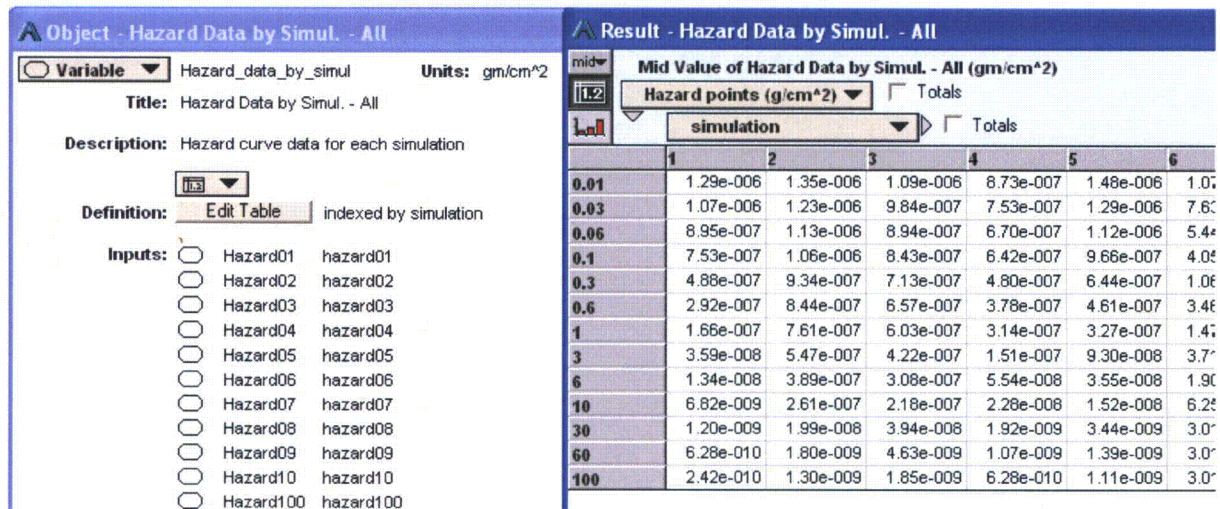 Object - Hazard Data by Simul. - All
Variable Hazard_data_by_simul Units: gm/cm^2
Title: Hazard Data by Simul. - All
Description: Hazard curve data for each simulation
Definition: Edit Table indexed by simulation
Inputs: Hazard01 hazard01
Hazard02 hazard02
Hazard03 hazard03
Hazard04 hazard04
Hazard05 hazard05
Hazard06 hazard06
Hazard07 hazard07
Hazard08 hazard08
Hazard09 hazard09
Hazard10 hazard10
Hazard100 hazard100
Result - Hazard Data by Simul. - All
mid Mid Value of Hazard Data by Simul. - All (gm/cm^2)
1.2 Hazard points (g/cm^2) Totals
simulation Totals
1 2 3 4 5 6
0.01 1.29e-006 1.35e-006 1.09e-006 8.73e-007 1.48e-006
0.03 1.07e-006 1.23e-006 9.84e-007 7.53e-007 1.29e-006
0.06 8.95e-007 1.13e-006 8.94e-007 6.70e-007 1.12e-006
0.1 7.53e-007 1.06e-006 8.43e-007 6.42e-007 9.66e-007
0.3 4.88e-007 9.34e-007 7.13e-007 4.80e-007 6.44e-007
0.6 2.92e-007 8.44e-007 6.57e-007 3.78e-007 4.61e-007
1 1.66e-007 7.61e-007 6.03e-007 3.14e-007 3.27e-007
3 3.59e-008 5.47e-007 4.22e-007 1.51e-007 9.30e-008
6 1.34e-008 3.89e-007 3.08e-007 5.54e-008 3.55e-008
10 6.82e-009 2.61e-007 2.18e-007 2.28e-008 1.52e-008
30 1.20e-009 1.99e-008 3.94e-008 1.92e-009 3.44e-009
60 6.28e-010 1.80e-009 4.63e-009 1.07e-009 1.39e-009
100 2.42e-010 1.30e-009 1.85e-009 6.28e-010 1.11e-009